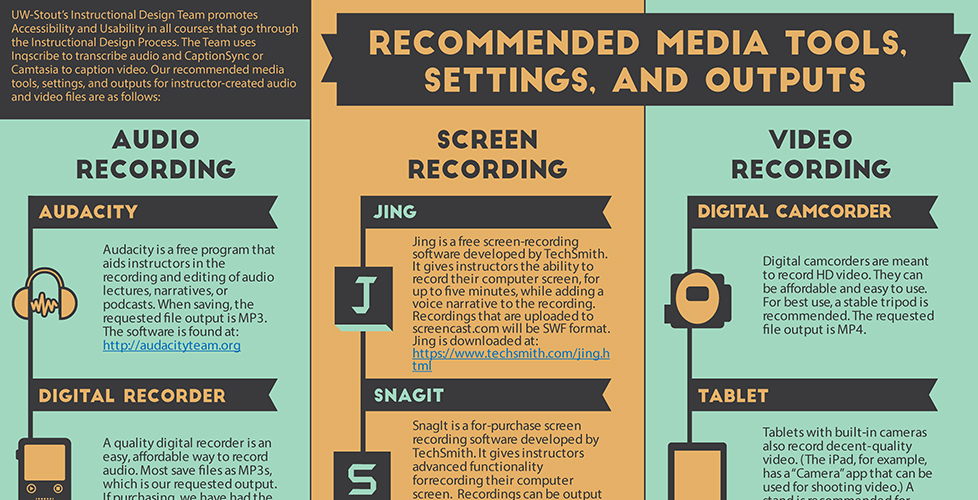 UW-Stout's Instructional Design Team promotes
Accessibility and Usability in all courses that go through
the Instructional Design Process. The Team uses
Inqscribe to transcribe audio and CaptionSync or
Camtasia to caption video. Our recommended media
tools, settings, and outputs for instructor-created audio
and video files are as follows:
RECOMMENDED MEDIA TOOLS,
SETTINGS, AND OUTPUTS
AUDIO
RECORDING
AUDACITY
Audacity is a free program that
aids instructors in the
recording and editing of audio
lectures, narratives, or
podcasts. When saving, the
requested file output is MP3.
The software is found at:
http://audacityteam.org
DIGITAL RECORDER
A quality digital recorder is an
easy, affordable way to record
audio. Most save files as MP3s,
which is our requested output.
If purchasing, we have had the
SCREEN
RECORDING
JING
J
Jing is a free screen-recording
software developed by TechSmith.
It gives instructors the ability to
record their computer screen, for
up to five minutes, while adding a
voice narrative to the recording.
Recordings that are uploaded to
screencast.com will be SWF format.
Jing is downloaded at:
https://www.techsmith.com/jing.h
tml
SNAGIT
S
SnagIt is a for-purchase screen
recording software developed by
TechSmith. It gives instructors
advanced functionality
forrecording their computer
screen. Recordings can be output
VIDEO
RECORDING
DIGITAL CAMCORDER
Digital camcorders are meant
to record HD video. They can
be affordable and easy to use.
For best use, a stable tripod is
recommended. The requested
file output is MP4.
TABLET
Tablets with built-in cameras
also record decent-quality
video. (The iPad, for example,
has a "Camera" app that can be
used for shooting video.) A
stand is recommended for